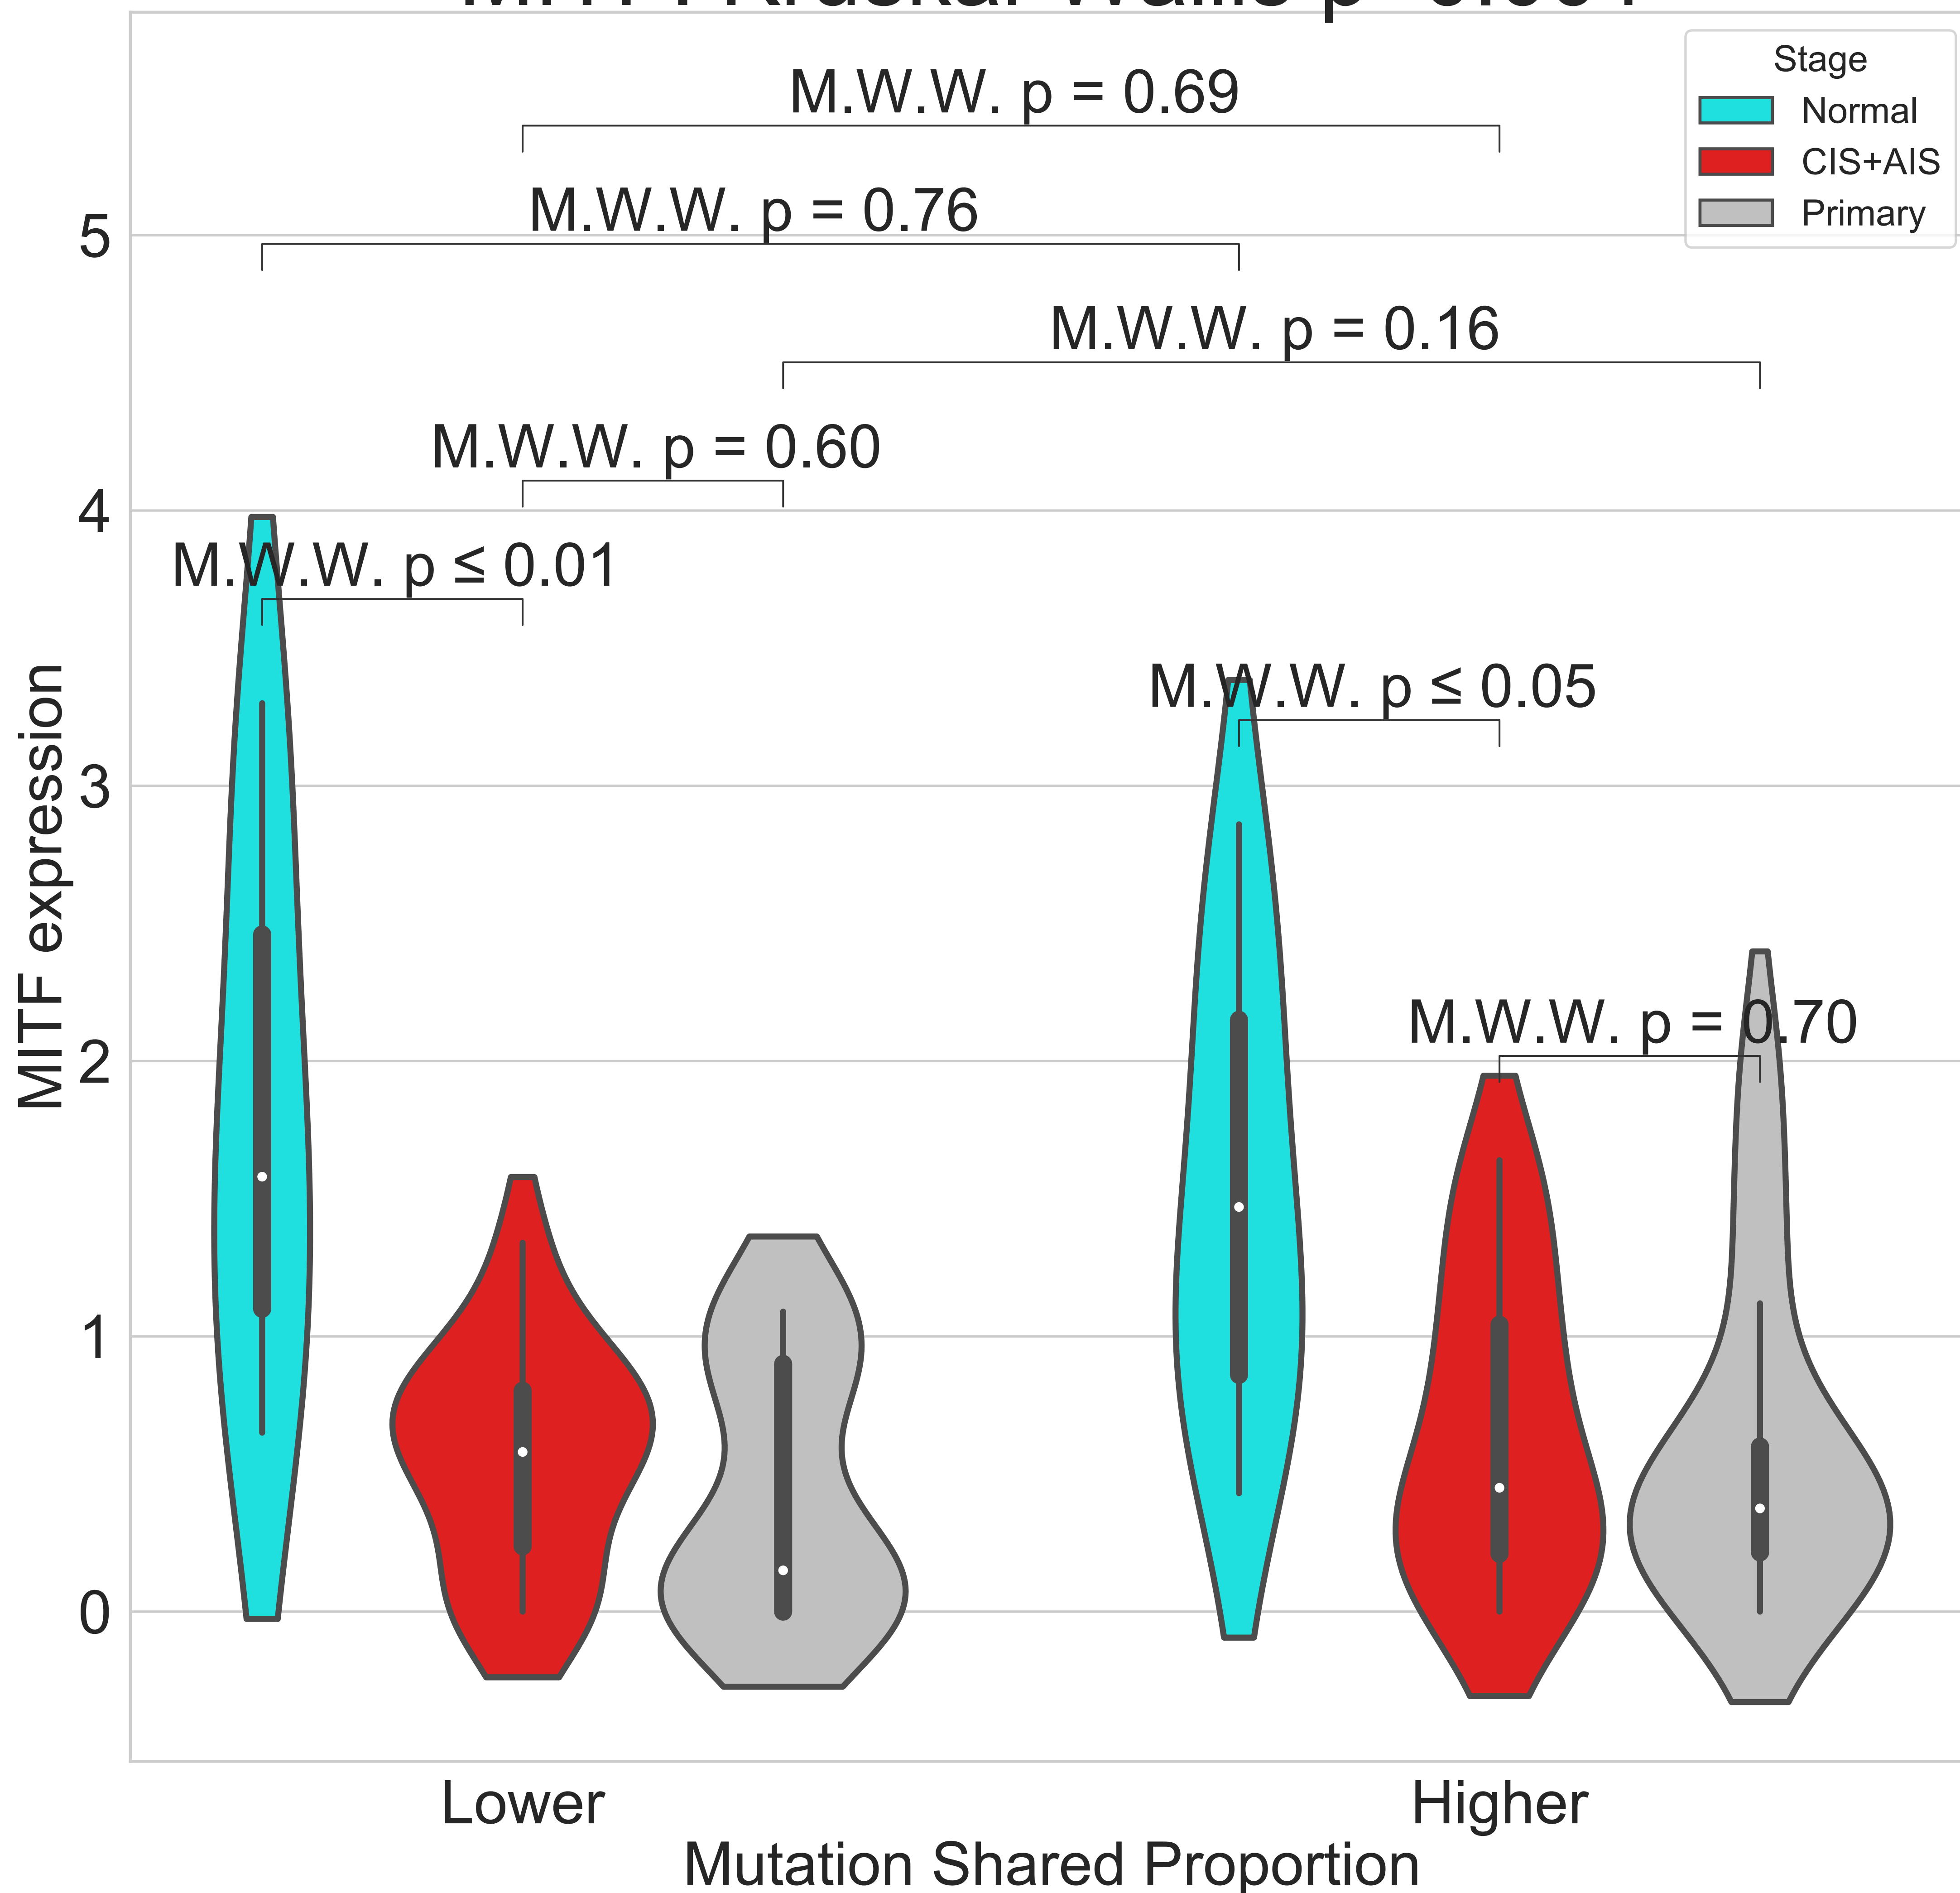 M.W.W. p = 0.69
M.W.W. p = 0.76
M.W.W. p = 0.16
M.W.W. p = 0.60
M.W.W. p ≤ 0.01
M.W.W. p ≤ 0.05
M.W.W. p = 0.70
Stage
Normal
CIS+AIS
Primary
5
4
3
2
1
0
MITF expression
Lower
Higher
Mutation Shared Proportion